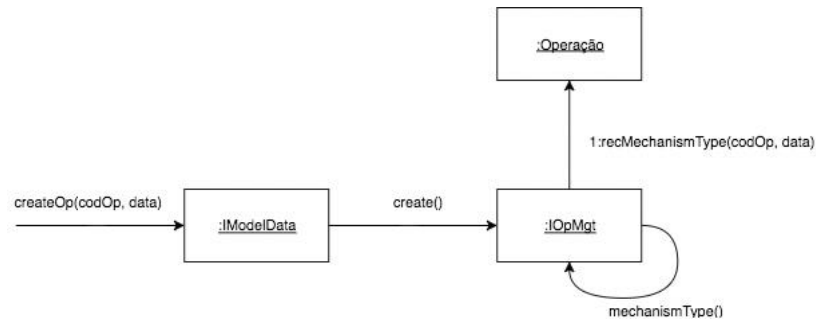 :Operação
1:recMechanismType(codOp, data)
createOp(codOp, data)
create()
:IModelData
:IOpMgt
mechanismType()